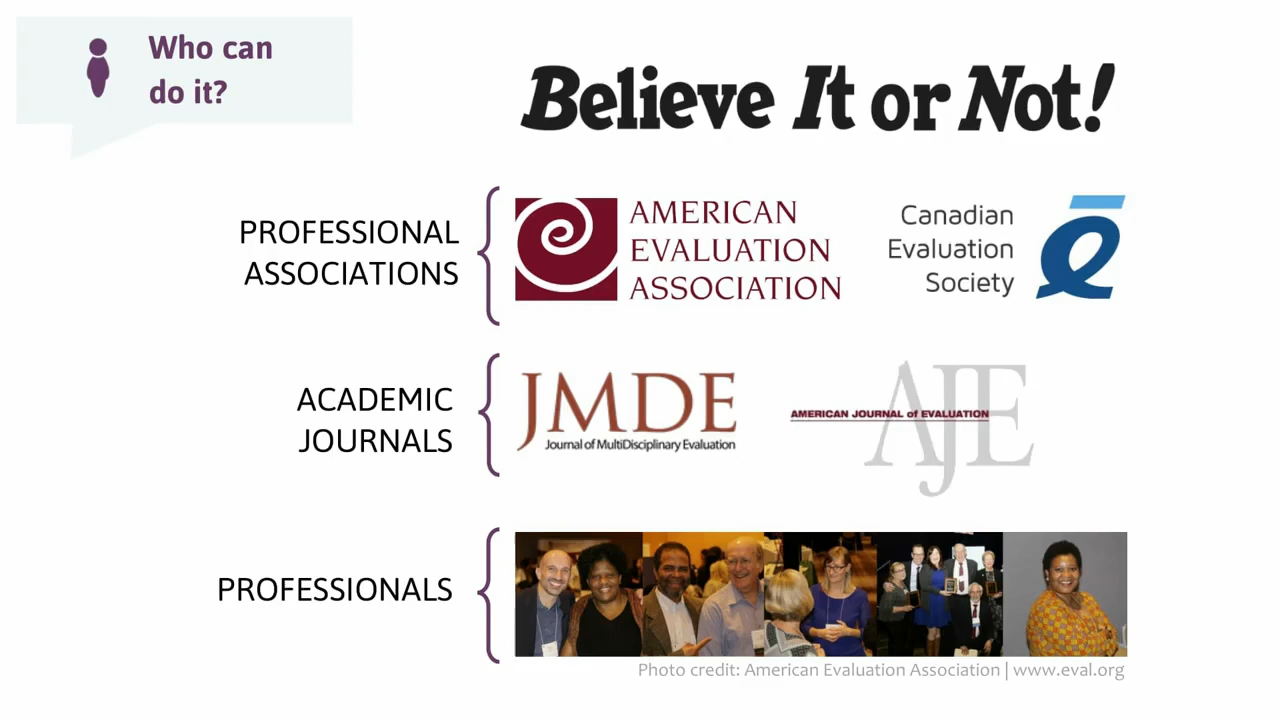 Who can
do it?
Believe It or Not!
PROFESSIONAL
ASSOCIATIONS
AMERICAN
EVALUATION
ASSOCIATION
Canadian
Evaluation
Society
ACADEMIC
JOURNALS
JMDE
Journal of MultiDisciplinary Evaluation
AJE
AMERICAN JOURNAL of EVALUATION
PROFESSIONALS
Photo credit: American Evaluation Association | www.eval.org